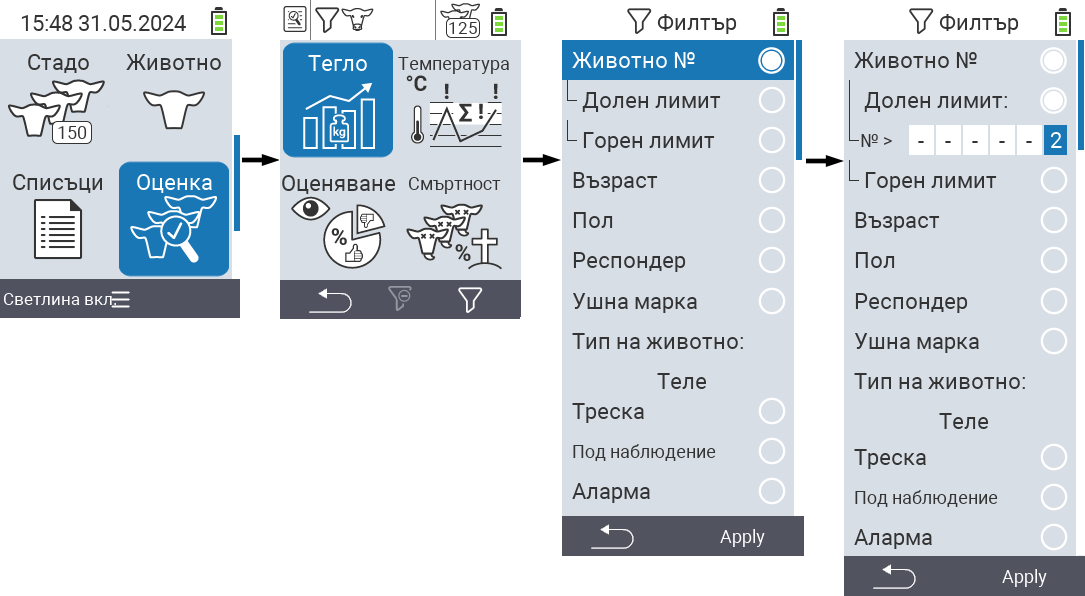 15:48 31.05.2024
Стадо
Животно
150
Списъци
Оценка
Светлина вкл.
125
Тегло
Температура
°C
! !
Σ !
kg
Оценяване
Смъртност
%
%
Филтър
Животно №
Долен лимит
Горен лимит
Възраст
Пол
Респондер
Ушна марка
Тип на животно:
Теле
Треска
Под наблюдение
Аларма
Apply
Филтър
Животно №
Долен лимит:
№ > - - - - - 2
Горен лимит
Възраст
Пол
Респондер
Ушна марка
Тип на животно:
Теле
Треска
Под наблюдение
Аларма
Apply